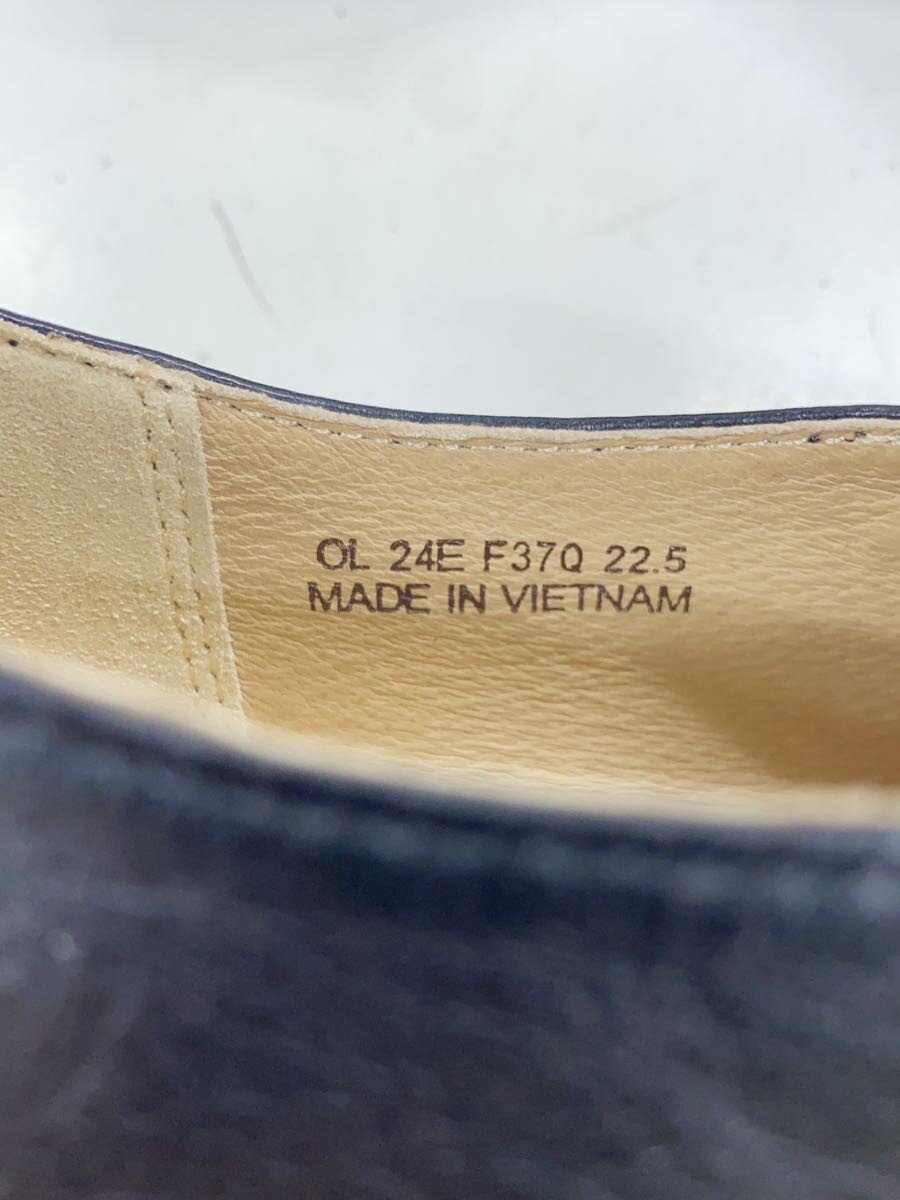 OL 24E F37Q 22.5
MADE IN VIETNAM